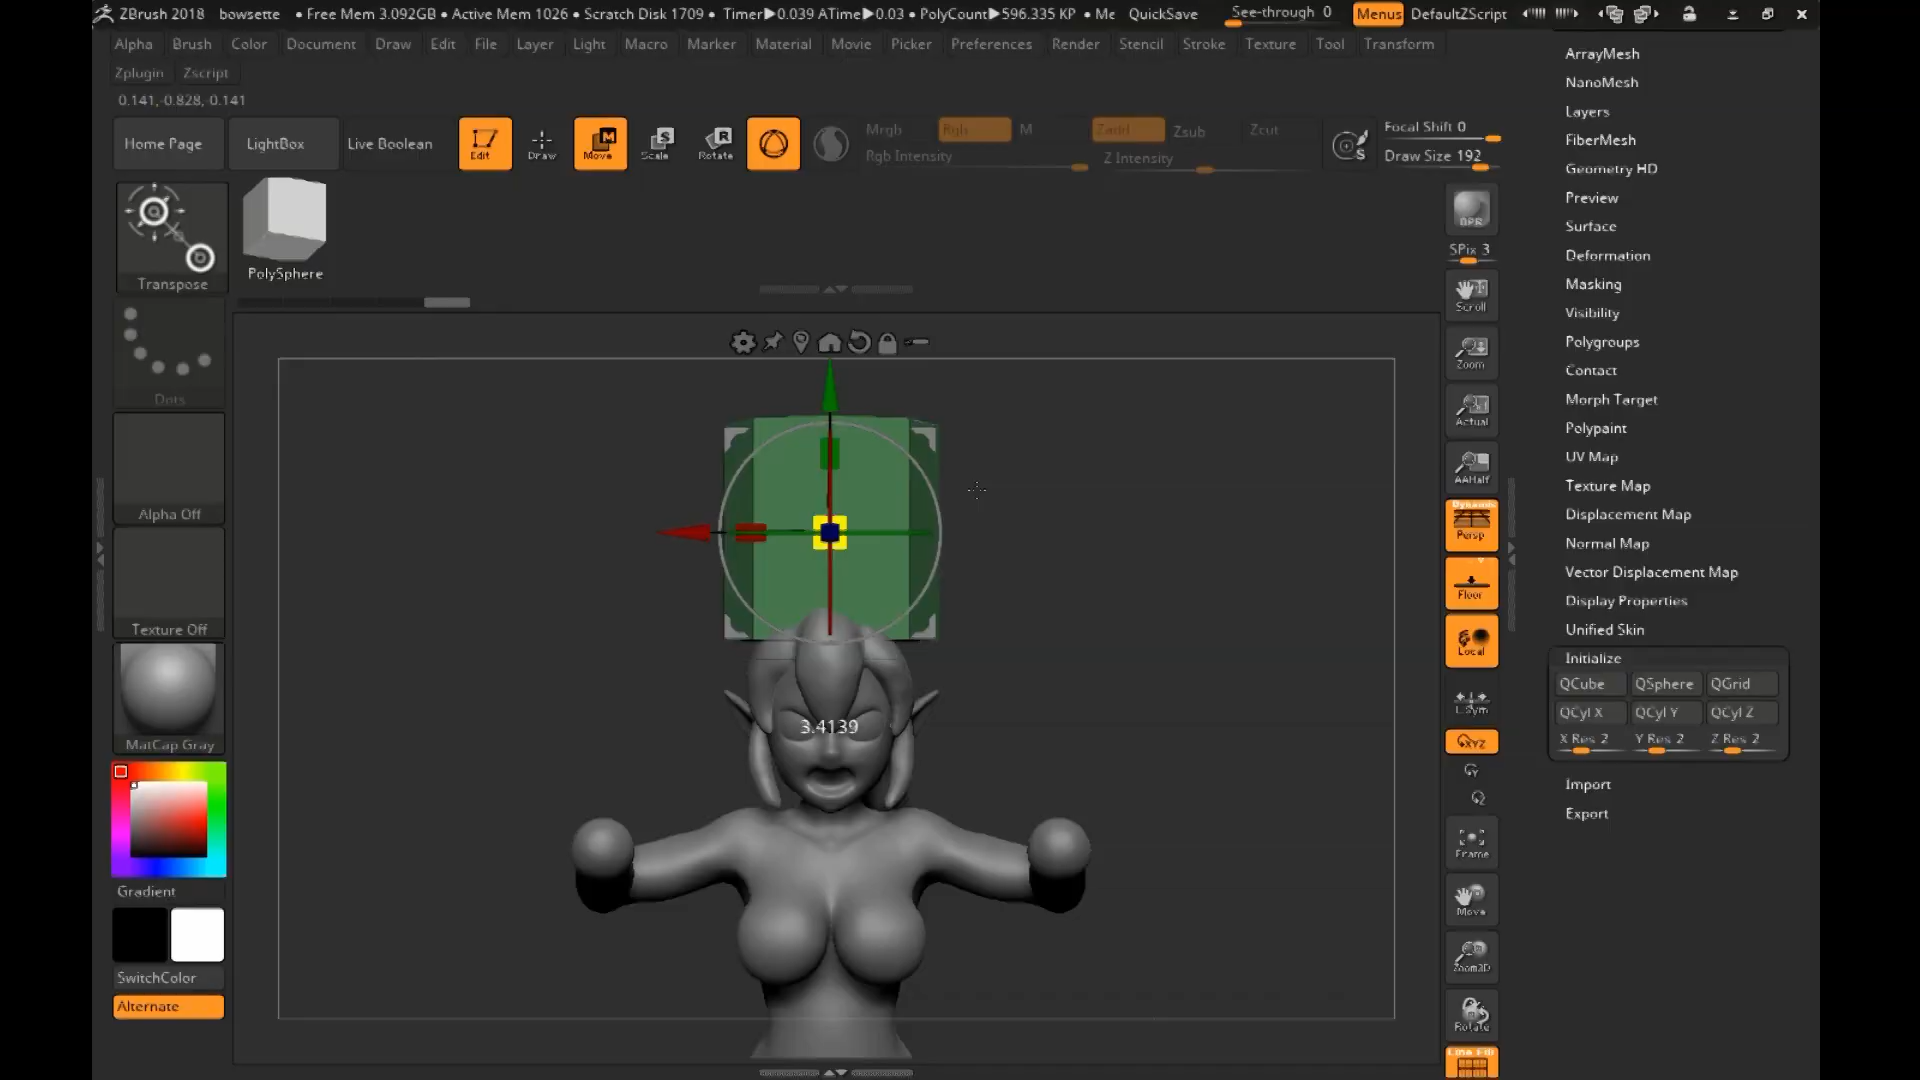 ZBrush 2018 bowsette • Free Mem 3.092GB • Active Mem 1026 • Scratch Disk 1709 • Timer▶0.039 ATime▶0.03 • PolyCount▶596.335 KP • Me QuickSave See-through 0 Menus DefaultZScript
Alpha Brush Color Document Draw Edit File Layer Light Macro Marker Material Movie Picker Preferences Render Stencil Stroke Texture Tool Transform
Zplugin Zscript
0.141,-0.828,-0.141
Home Page LightBox Live Boolean Edit Draw Move Scale Rotate
Mrgb Rgb M Zadd Zsub Zcut
Rgb Intensity Z Intensity
Focal Shift 0
Draw Size 192
Transpose
PolySphere
Dots
Alpha Off
Texture Off
MatCap Gray
Gradient
SwitchColor
Alternate
3.4139
BPR
SPix 3
Scroll
Zoom
Actual
AAHalf
Dynamic
Persp
Floor
Local
L.Sym
XYZ
Frame
Move
Zoom3D
Rotate
Line Fill
ArrayMesh
NanoMesh
Layers
FiberMesh
Geometry HD
Preview
Surface
Deformation
Masking
Visibility
Polygroups
Contact
Morph Target
Polypaint
UV Map
Texture Map
Displacement Map
Normal Map
Vector Displacement Map
Display Properties
Unified Skin
Initialize
QCube QSphere QGrid
QCyl X QCyl Y QCyl Z
X Res 2 Y Res 2 Z Res 2
Import
Export